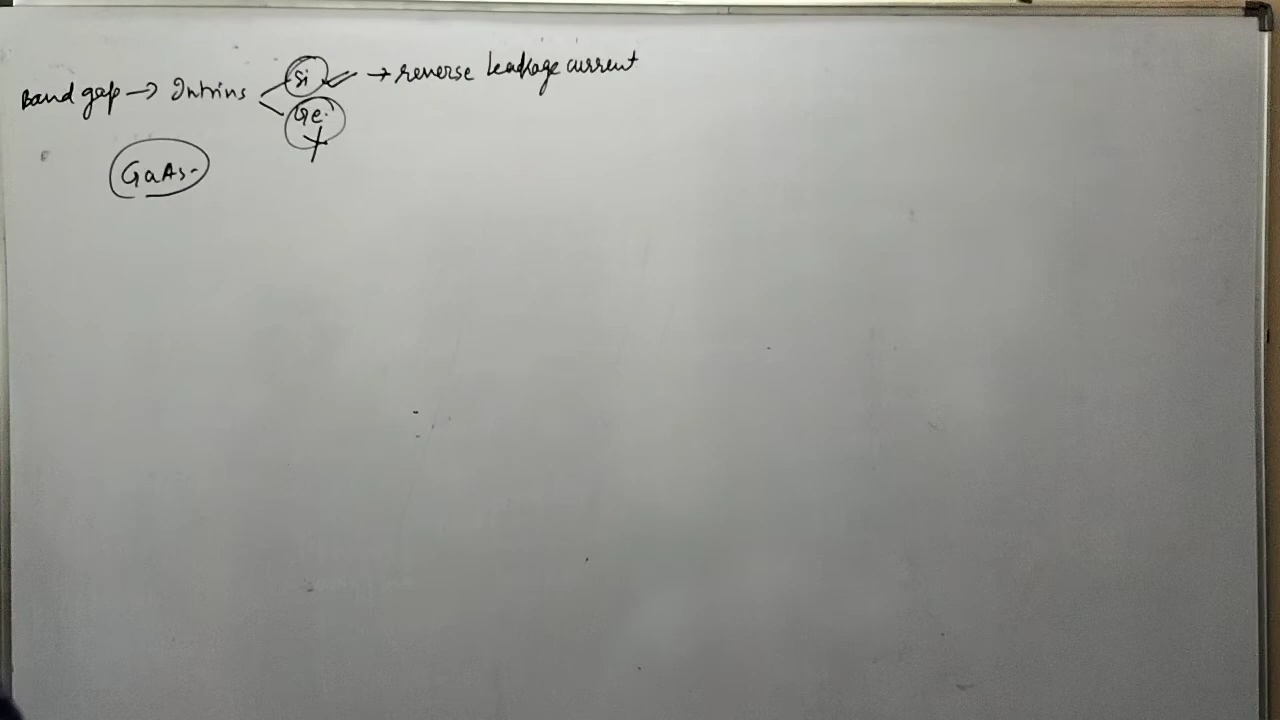 Band gap → Intrins
Si → reverse leakage current
Ge
GaAs